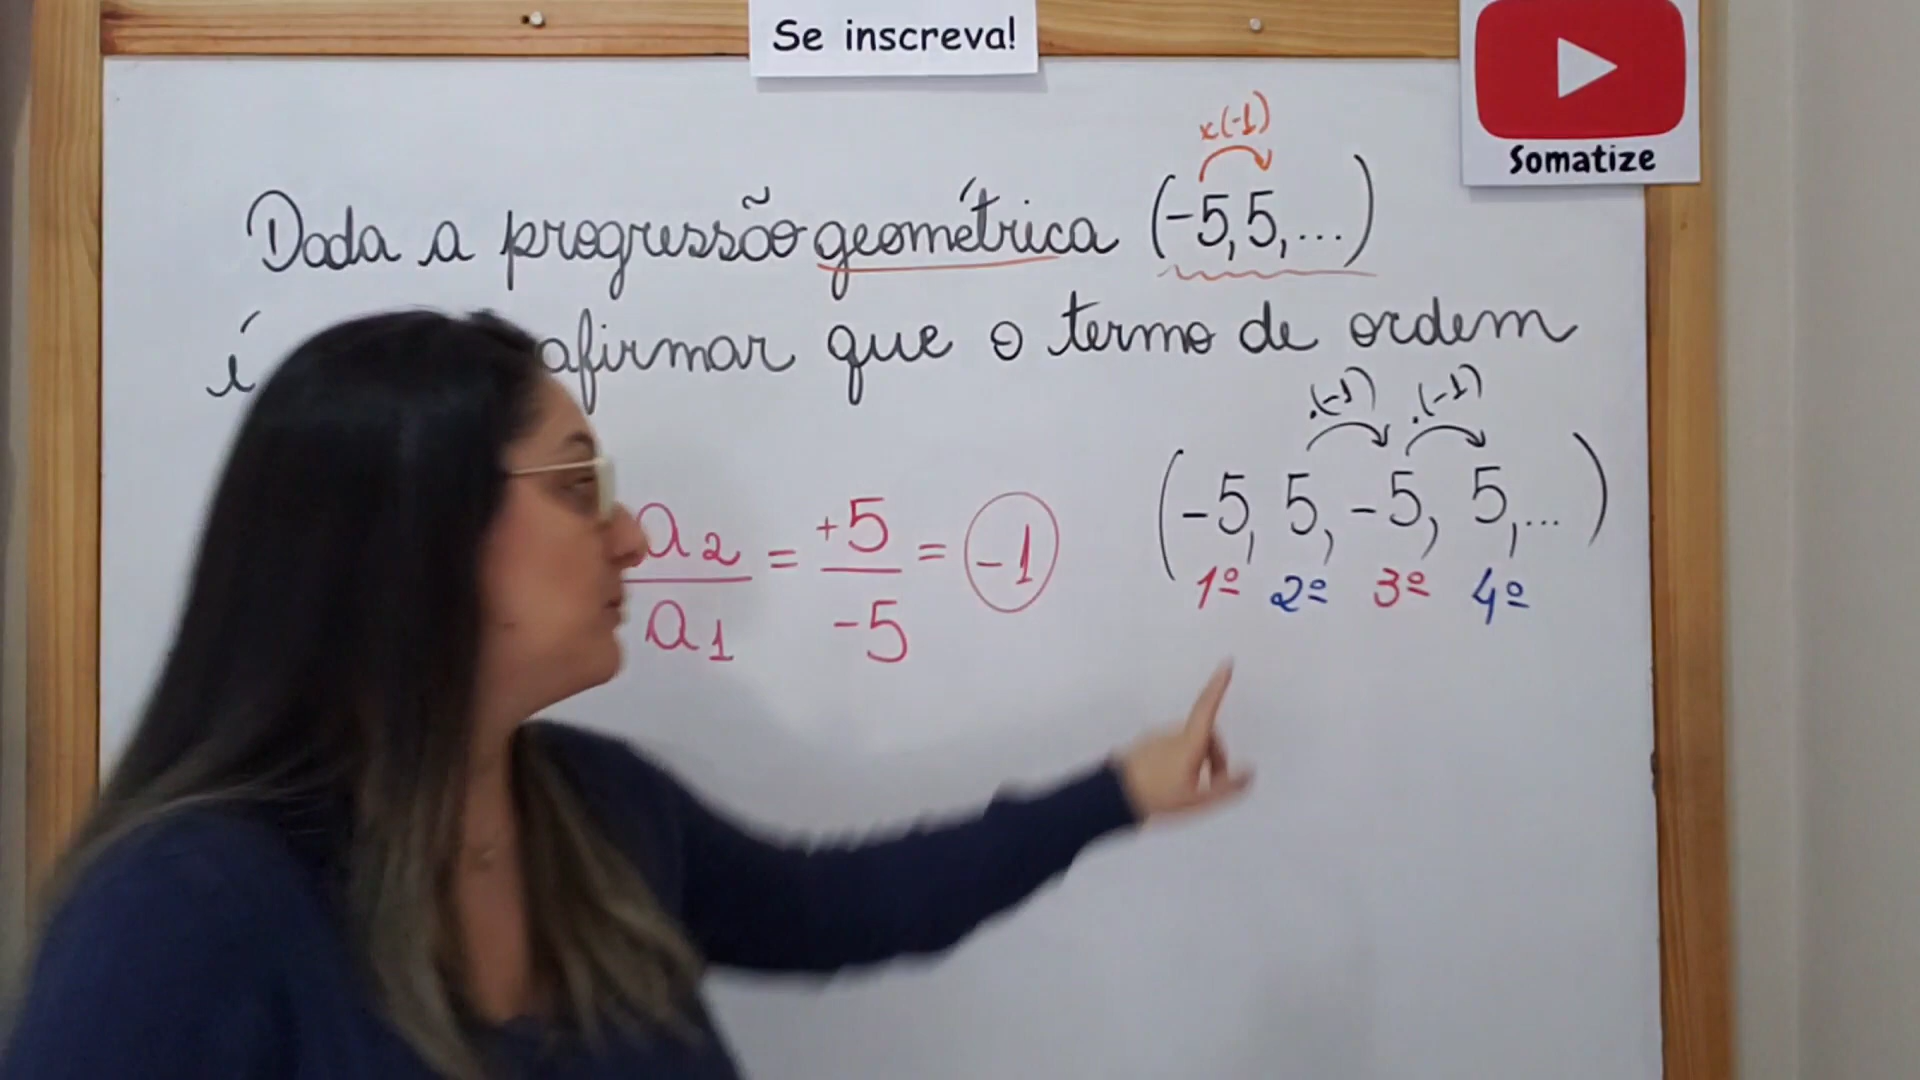 Se inscreva!
Somatize
x(-1)
Dada a progressão geométrica (-5, 5, ...)
é afirmar que o termo de ordem
.(-1) .(-1)
(-5, 5, -5, 5, ...)
1º 2º 3º 4º
a2/a1 = +5/-5 = -1